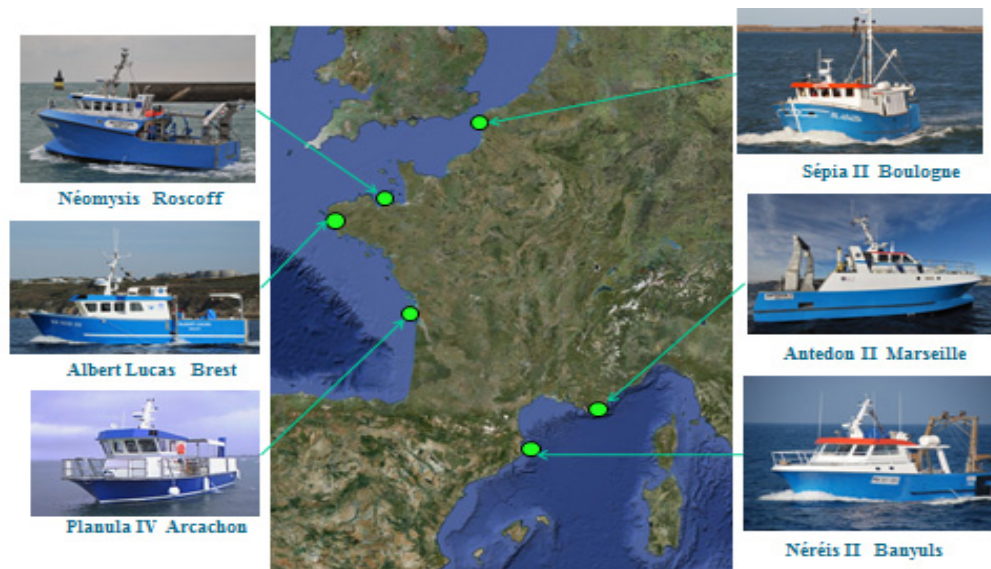 Néomysis Roscoff
Albert Lucas Brest
Planula IV Arcachon
Sépia II Boulogne
Antedon II Marseille
Néréis II Banyuls